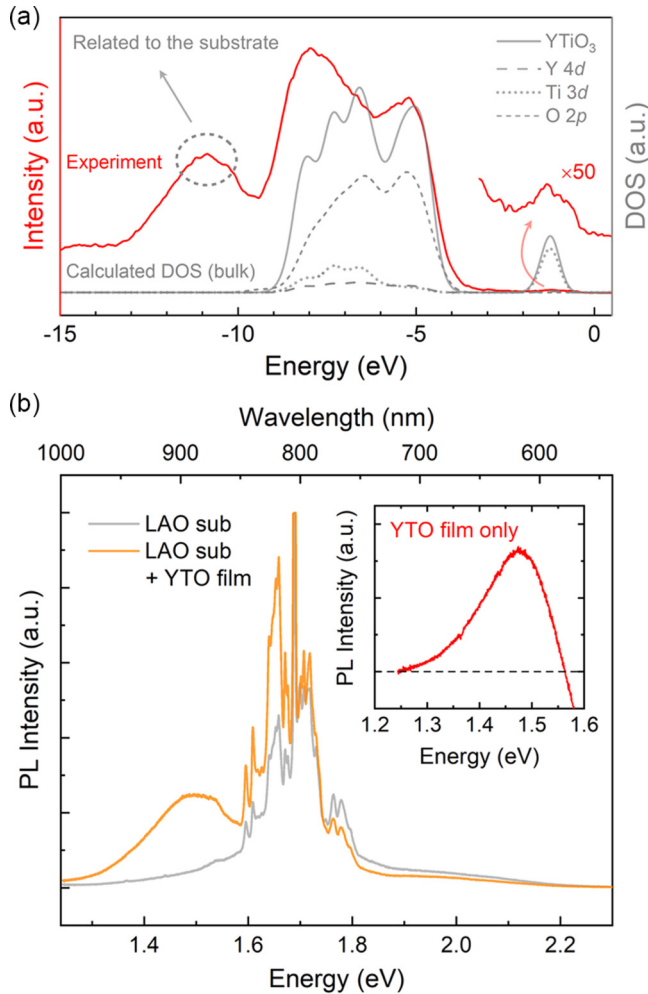 (a)
Related to the substrate
YTiO₃
Y 4d
Ti 3d
O 2p
Experiment
×50
Calculated DOS (bulk)
Intensity (a.u.)
DOS (a.u.)
-15 -10 -5 0
Energy (eV)
(b)
Wavelength (nm)
1000 900 800 700 600
LAO sub
LAO sub
+ YTO film
YTO film only
PL Intensity (a.u.)
1.2 1.3 1.4 1.5 1.6
Energy (eV)
PL Intensity (a.u.)
1.4 1.6 1.8 2.0 2.2
Energy (eV)